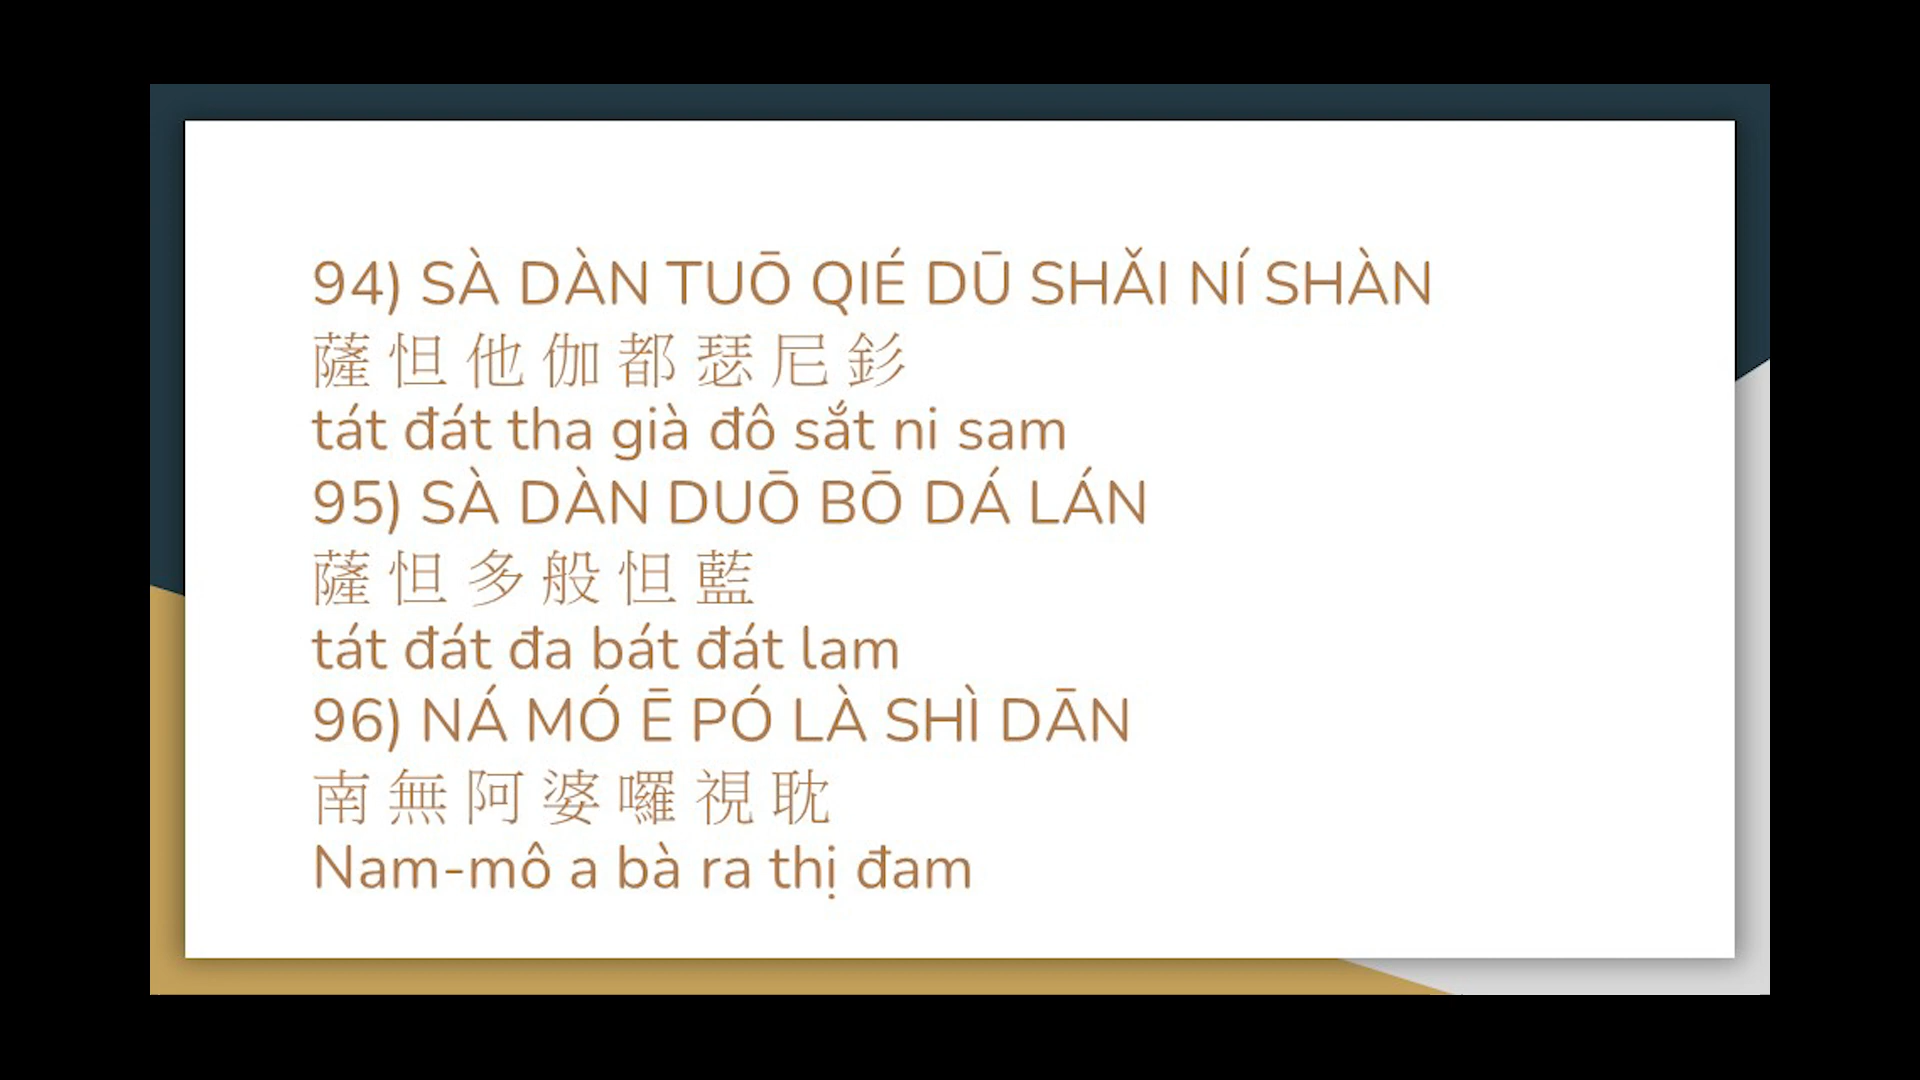 94) SÀ DÀN TUŌ QIÉ DŪ SHǍI NÍ SHÀN
薩 怛 他 伽 都 瑟 尼 釤
tát đát tha già đô sắt ni sam
95) SÀ DÀN DUŌ BŌ DÁ LÁN
薩 怛 多 般 怛 藍
tát đát đa bát đát lam
96) NÁ MÓ Ē PÓ LÀ SHÌ DĀN
南 無 阿 婆 囉 視 耽
Nam-mô a bà ra thị đam